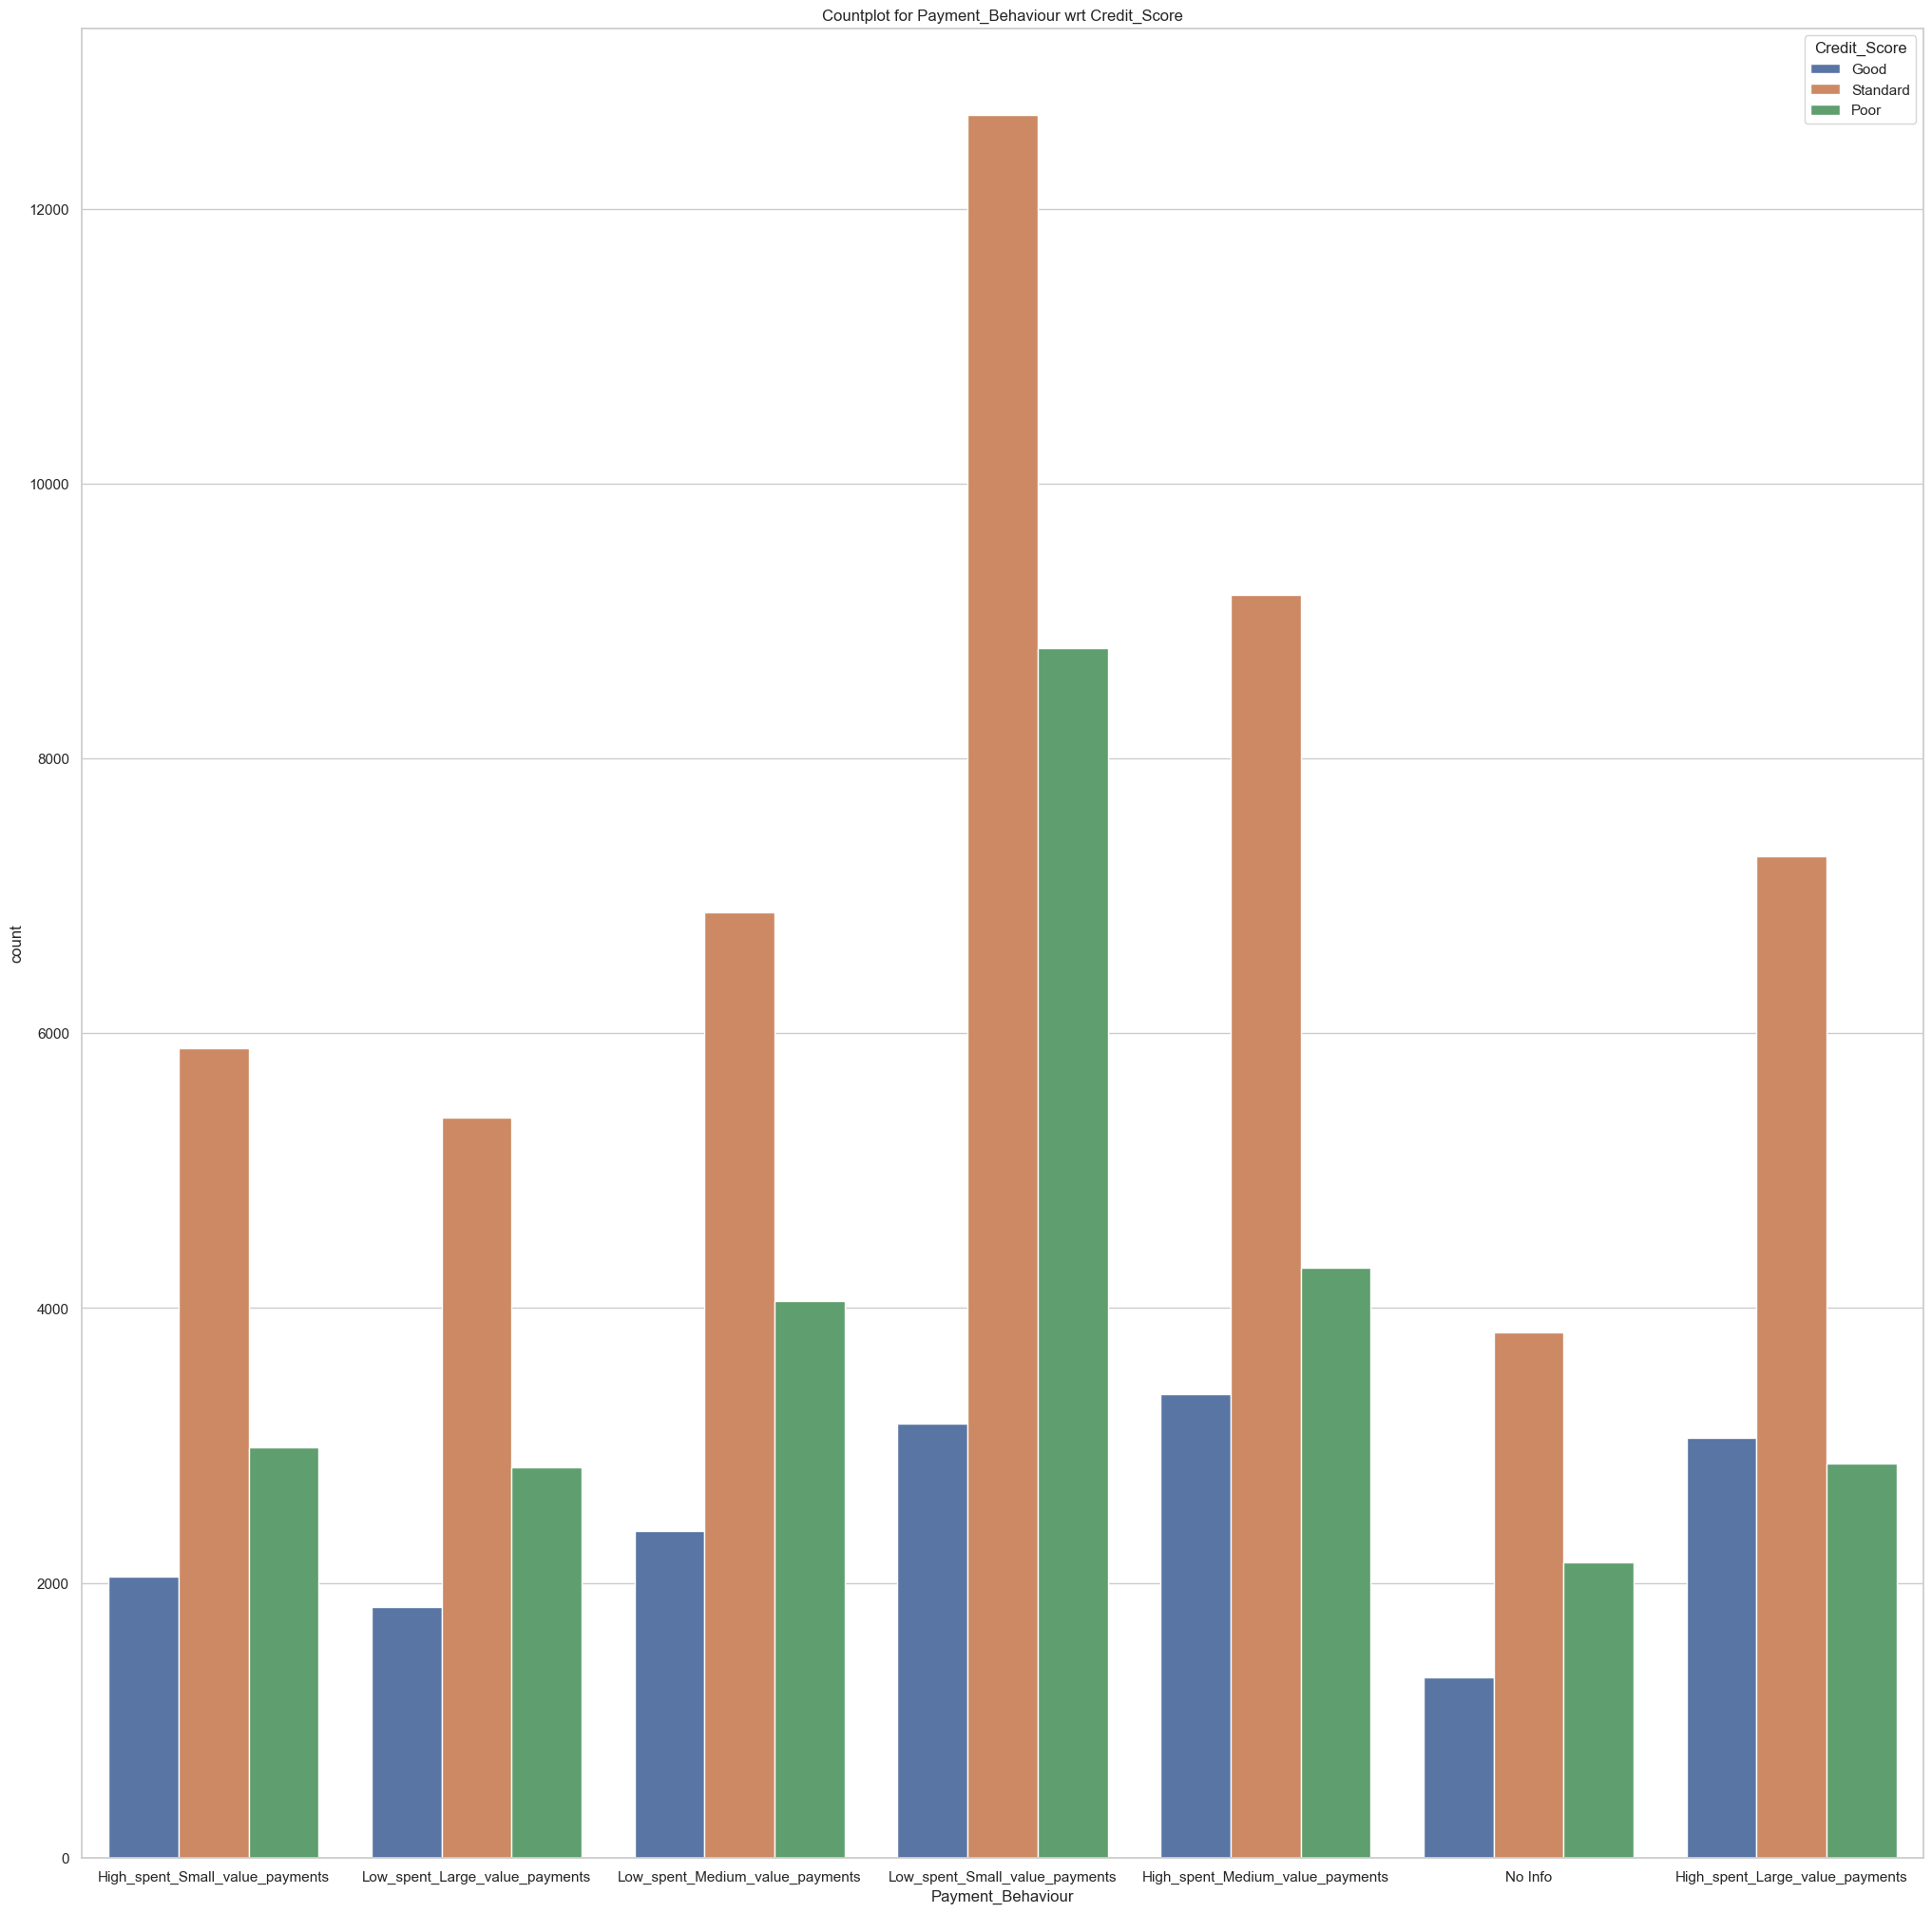 Countplot for Payment_Behaviour wrt Credit_Score
Credit_Score
Good
Standard
Poor
12000
10000
8000
6000
4000
2000
0
count
High_spent_Small_value_payments
Low_spent_Large_value_payments
Low_spent_Medium_value_payments
Low_spent_Small_value_payments
High_spent_Medium_value_payments
No Info
High_spent_Large_value_payments
Payment_Behaviour